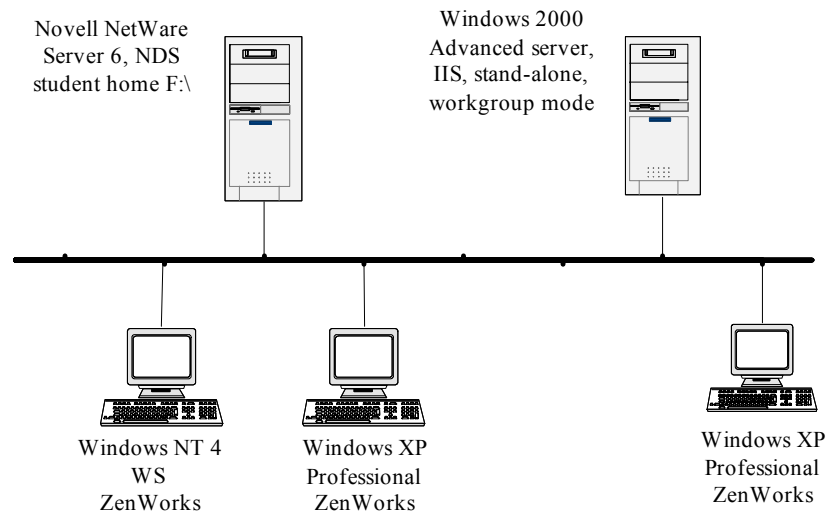 Novell NetWare
Server 6, NDS
student home F:\
Windows 2000
Advanced server,
IIS, stand-alone,
workgroup mode
Windows NT 4
WS
ZenWorks
Windows XP
Professional
ZenWorks
Windows XP
Professional
ZenWorks